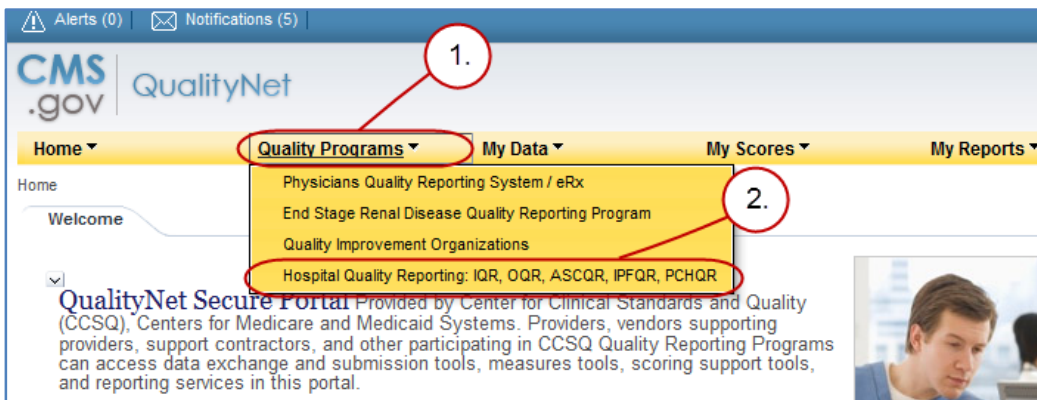 Alerts (0) Notifications (5)
1.
CMS
.gov
QualityNet
Home Quality Programs My Data My Scores My Reports
Home
Physicians Quality Reporting System / eRx
2.
Welcome
End Stage Renal Disease Quality Reporting Program
Quality Improvement Organizations
Hospital Quality Reporting: IQR, OQR, ASCQR, IPFQR, PCHQR
QualityNet Secure Portal Provided by Center for Clinical Standards and Quality
(CCSQ), Centers for Medicare and Medicaid Systems. Providers, vendors supporting
providers, support contractors, and other participating in CCSQ Quality Reporting Programs
can access data exchange and submission tools, measures tools, scoring support tools,
and reporting services in this portal.